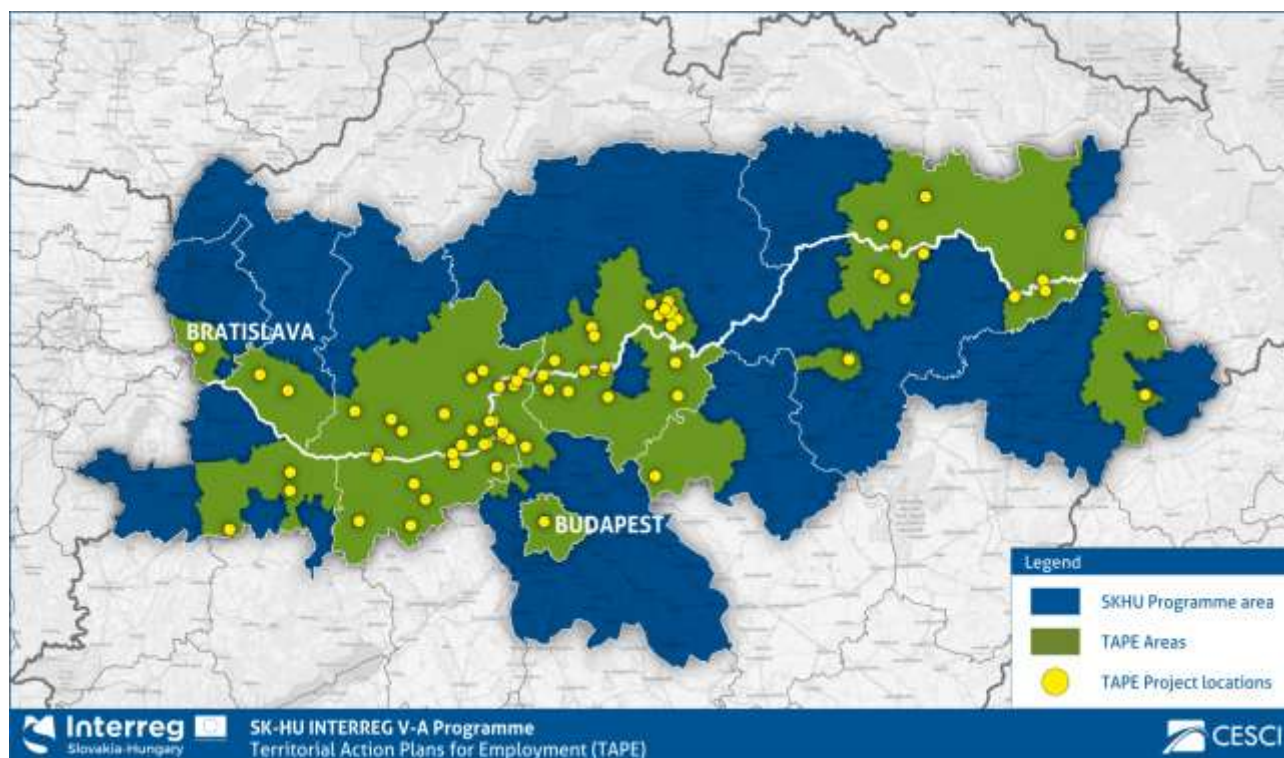 BRATISLAVA
BUDAPEST
Legend
SKHU Programme area
TAPE Areas
TAPE Project locations
Interreg
Slovakia-Hungary
SK-HU INTERREG V-A Programme
Territorial Action Plans for Employment (TAPE)
CESCI